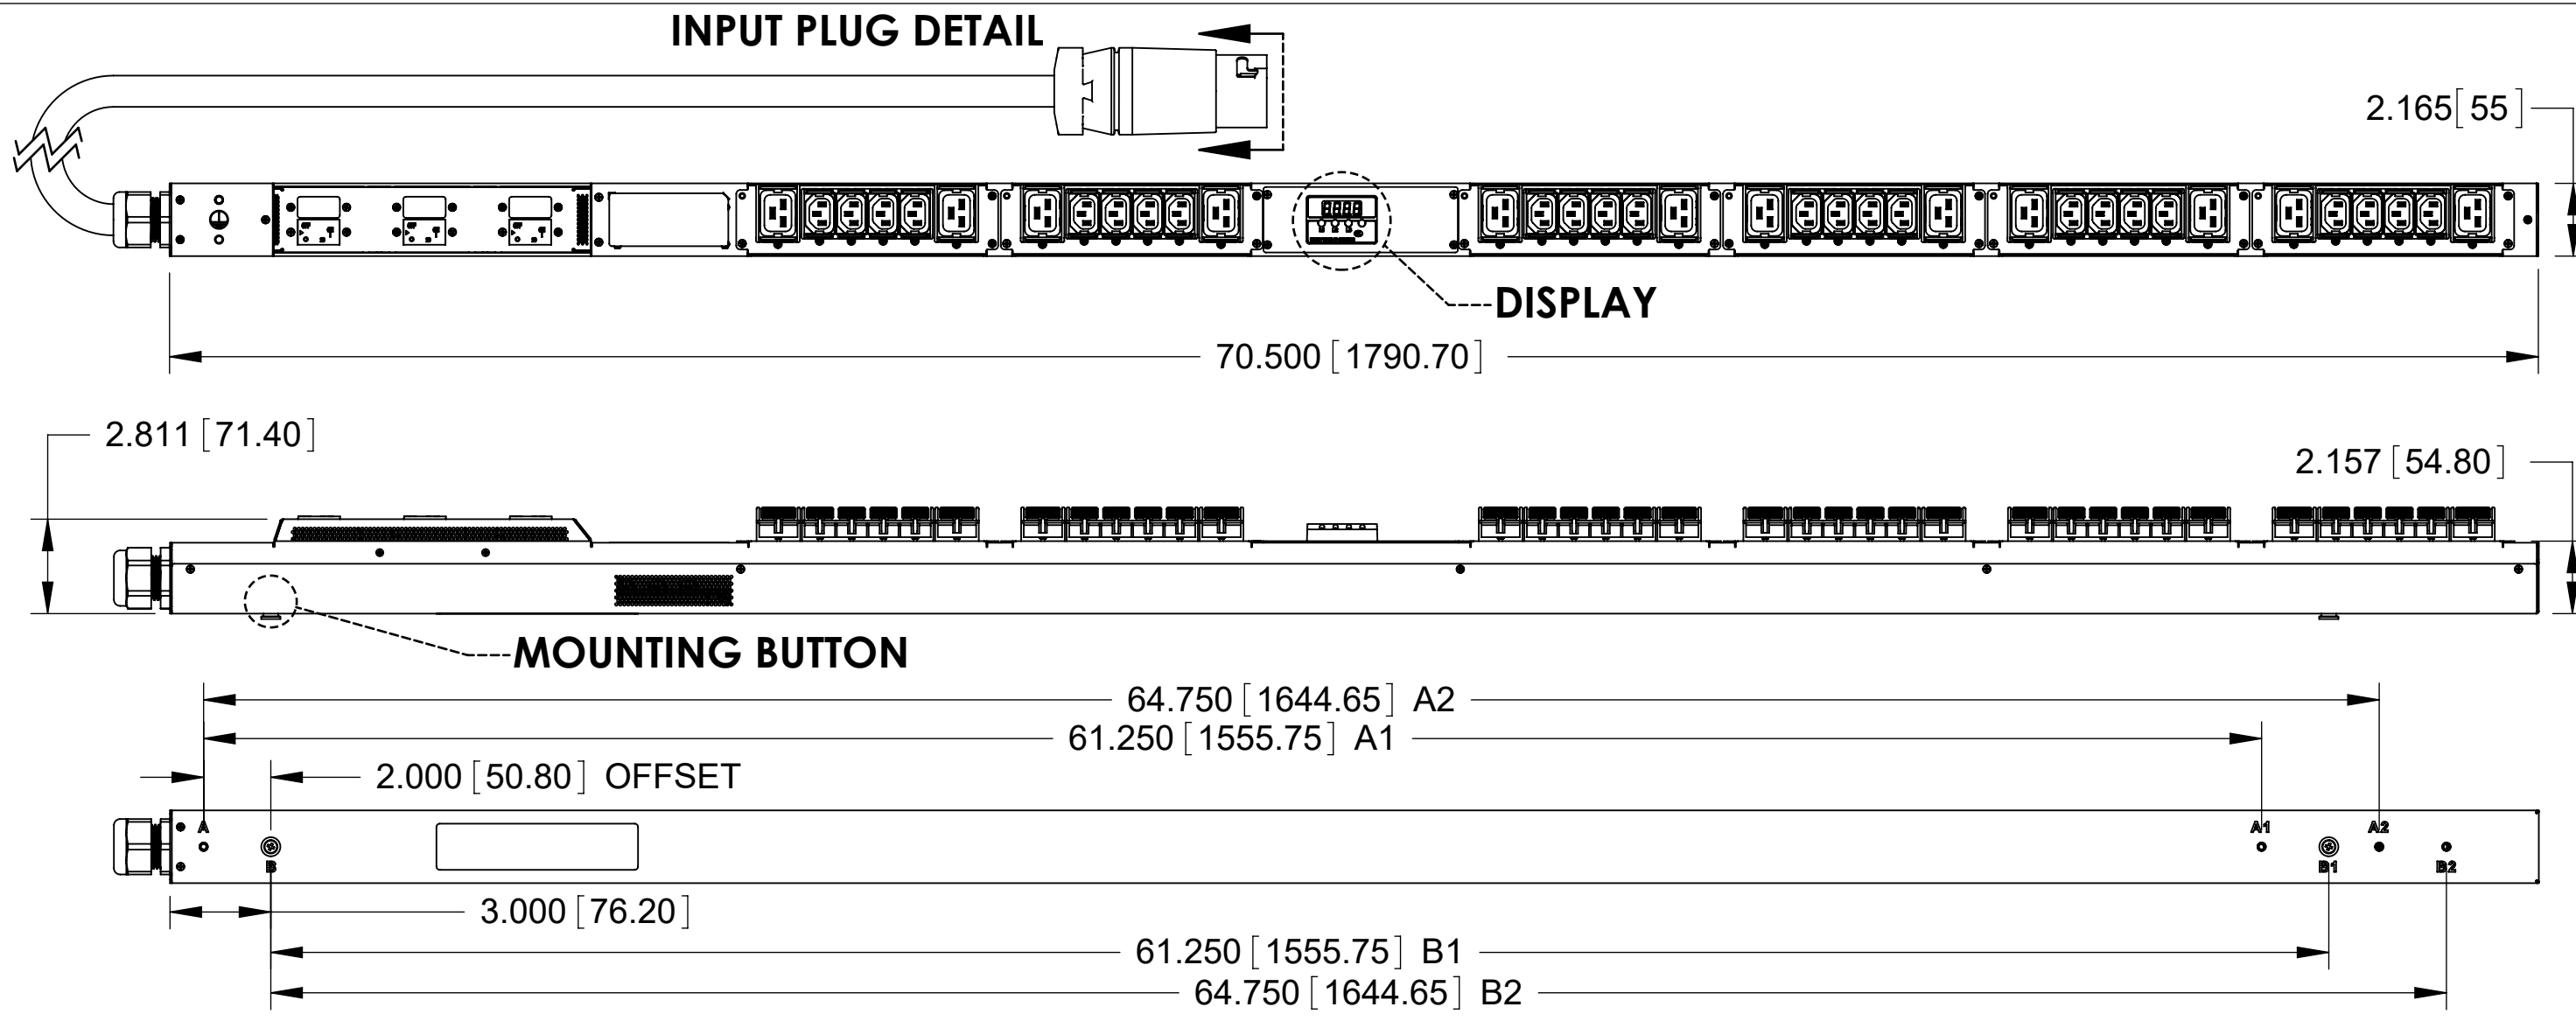 INPUT PLUG DETAIL
2.165[55]
DISPLAY
70.500[1790.70]
2.811[71.40]
2.157[54.80]
MOUNTING BUTTON
64.750[1644.65] A2
61.250[1555.75] A1
2.000[50.80] OFFSET
A
A1
A2
B
B1
B2
3.000[76.20]
61.250[1555.75] B1
64.750[1644.65] B2